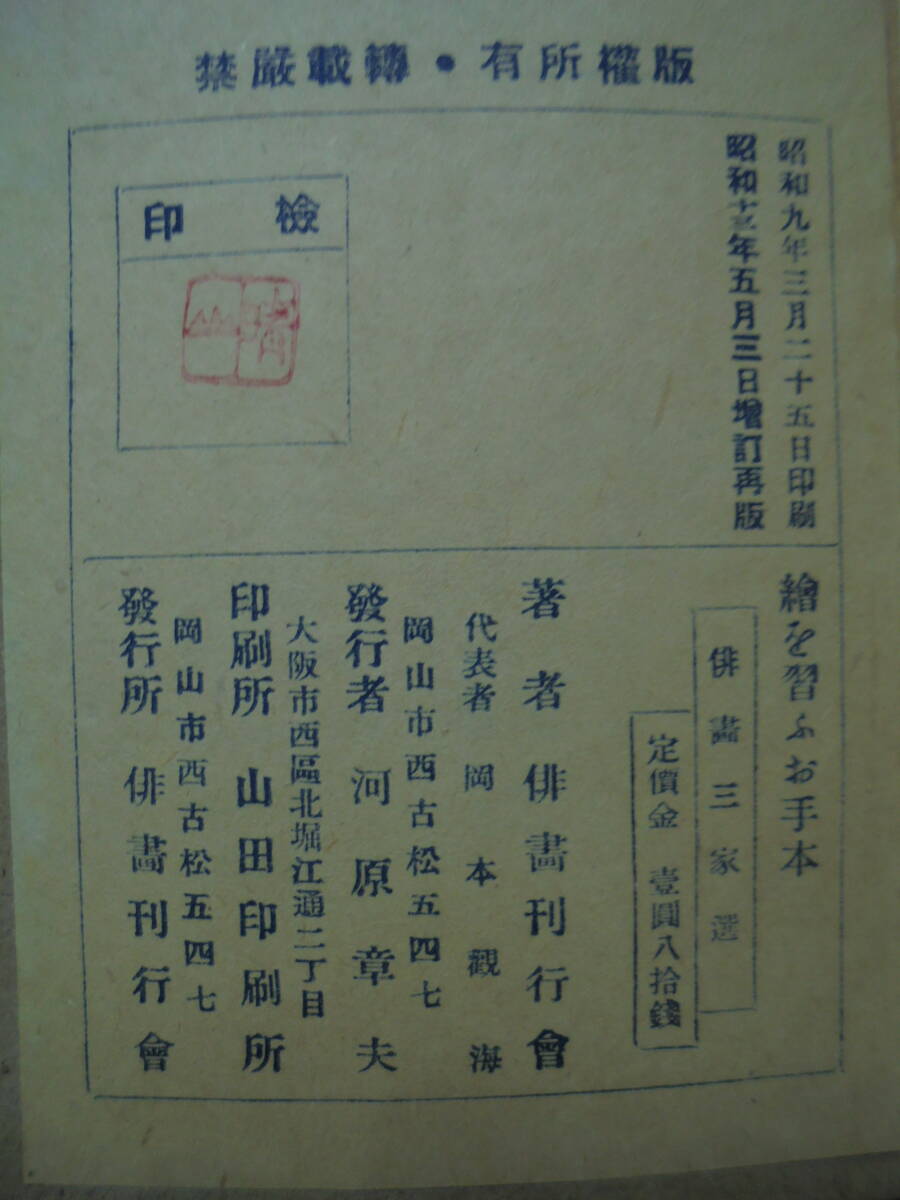 版權所有・轉載嚴禁
昭和九年三月二十五日印刷
昭和十三年五月三日增訂再版
檢印
繪を習ふお手本
俳畵三家選
定價金 壹圓八拾錢
著者 俳畵刊行會
代表者 岡本觀海
岡山市西古松五四七
發行者 河原章夫
大阪市西區北堀江通二丁目
印刷所 山田印刷所
岡山市西古松五四七
發行所 俳畵刊行會